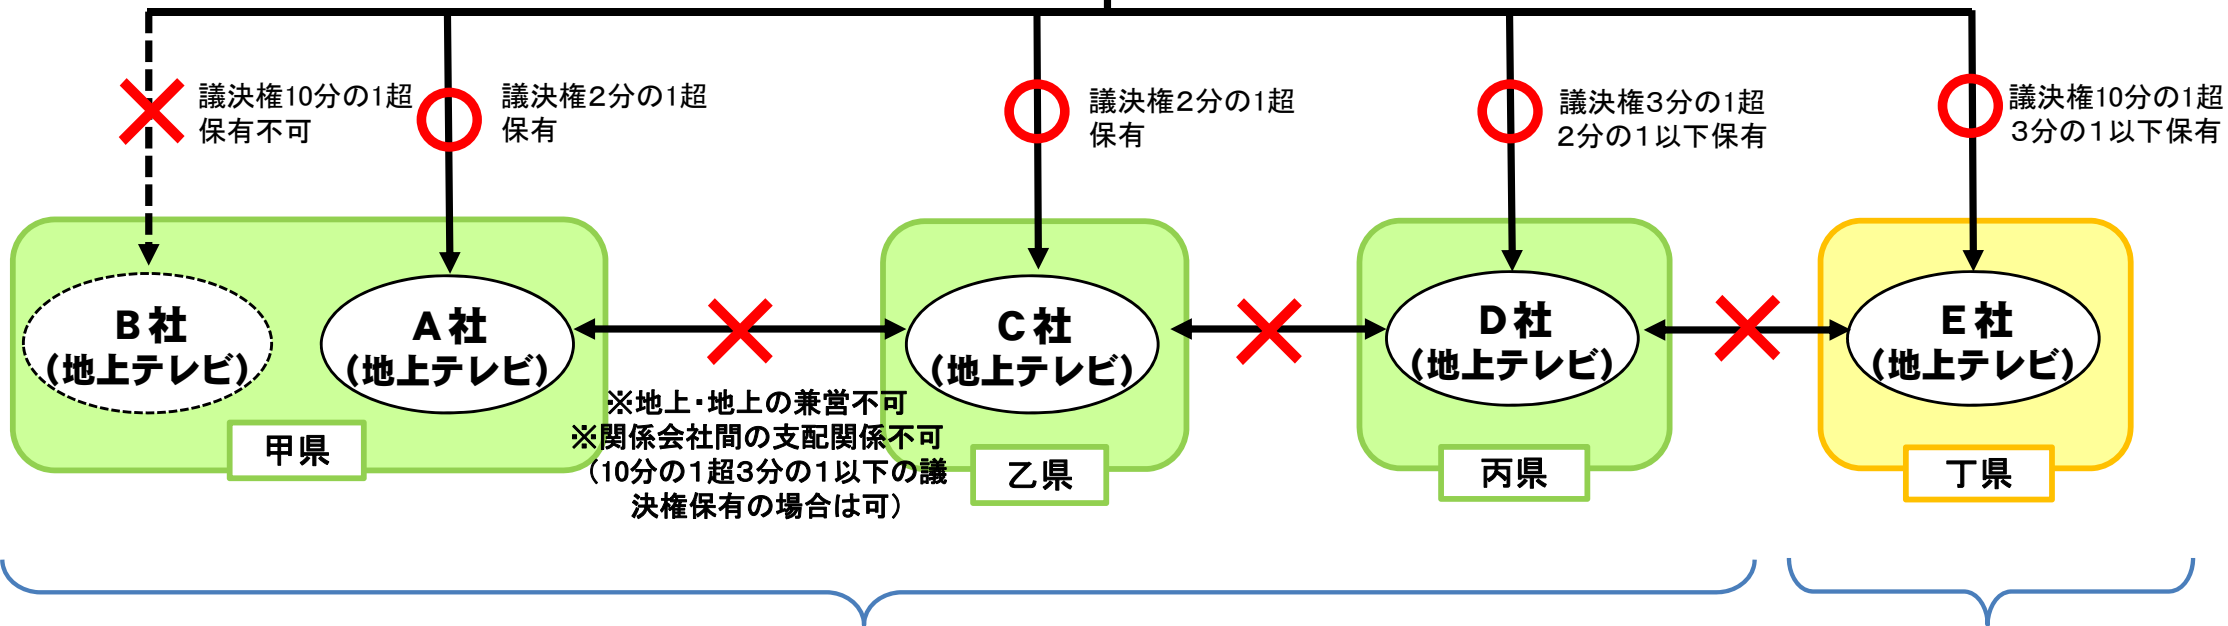 議決権10分の1超
保有不可
議決権2分の1超
保有
議決権2分の1超
保有
議決権3分の1超
2分の1以下保有
議決権10分の1超
3分の1以下保有
B社
(地上テレビ)
A社
(地上テレビ)
C社
(地上テレビ)
D社
(地上テレビ)
E社
(地上テレビ)
※地上・地上の兼営不可
※関係会社間の支配関係不可
(10分の1超3分の1以下の議
決権保有の場合は可)
甲県
乙県
丙県
丁県